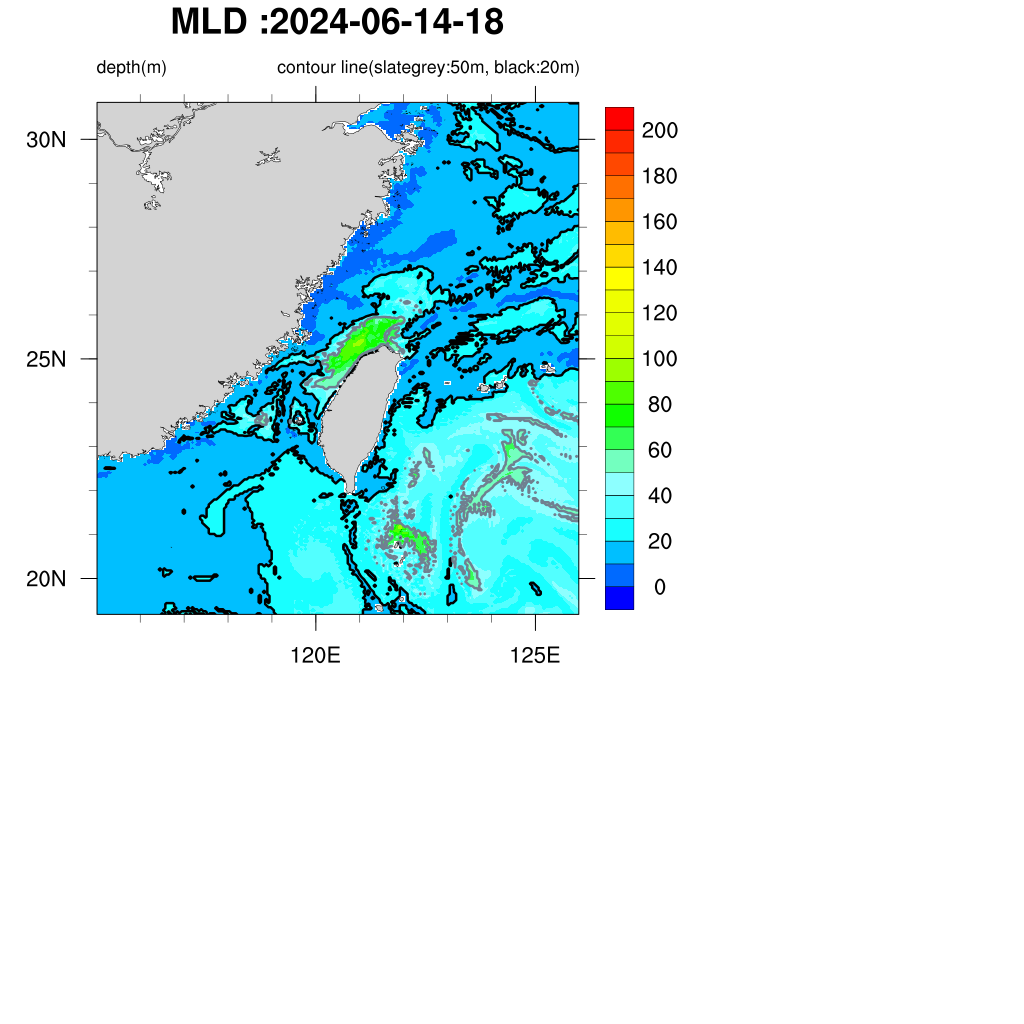 MLD :2024-06-14-18
depth(m)
contour line(slategrey:50m, black:20m)
30N
25N
20N
120E
125E
200
180
160
140
120
100
80
60
40
20
0